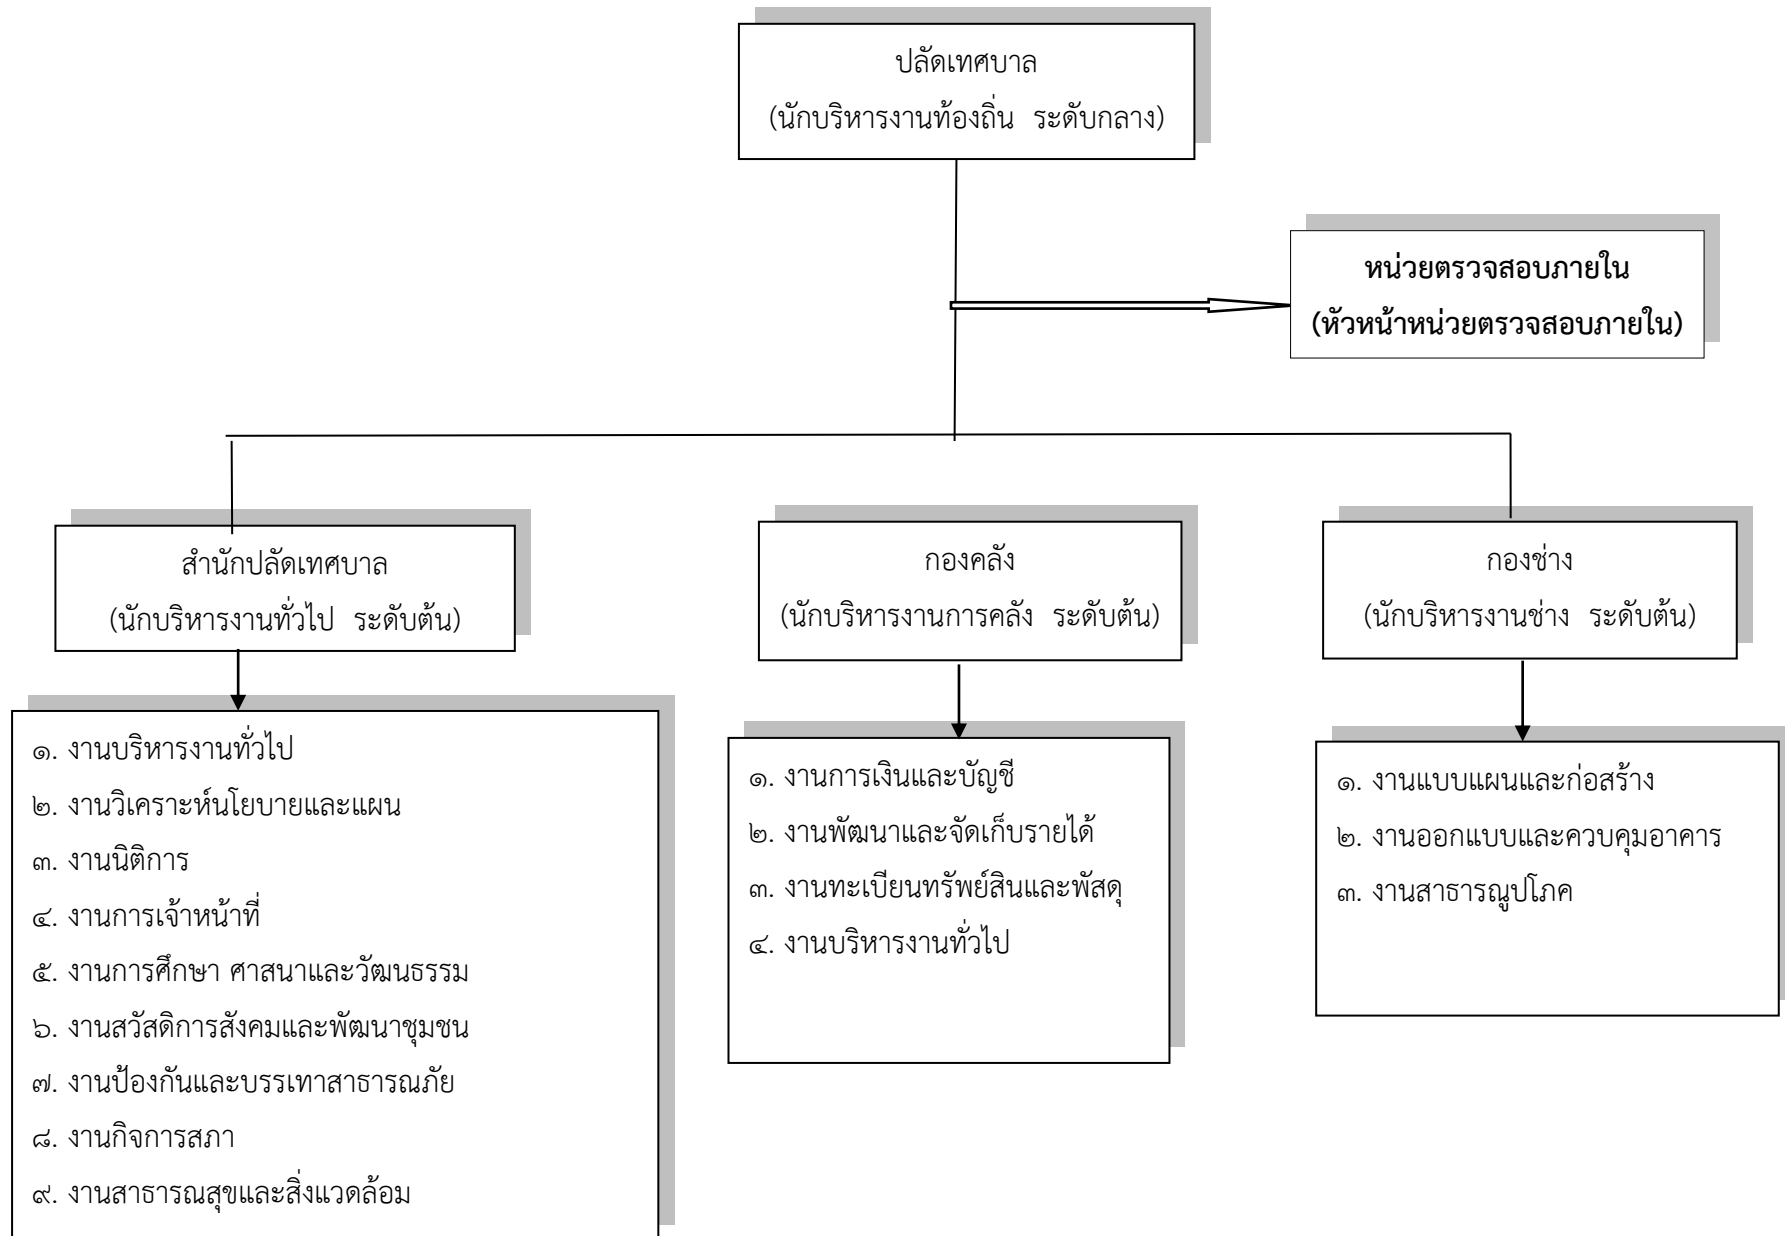 ปลัดเทศบาล
(นักบริหารงานท้องถิ่น ระดับกลาง)
หน่วยตรวจสอบภายใน
(หัวหน้าหน่วยตรวจสอบภายใน)
สำนักปลัดเทศบาล
(นักบริหารงานทั่วไป ระดับต้น)
กองคลัง
(นักบริหารงานการคลัง ระดับต้น)
กองช่าง
(นักบริหารงานช่าง ระดับต้น)
๑. งานบริหารงานทั่วไป
๒. งานวิเคราะห์นโยบายและแผน
๓. งานนิติการ
๔. งานการเจ้าหน้าที่
๕. งานการศึกษา ศาสนาและวัฒนธรรม
๖. งานสวัสดิการสังคมและพัฒนาชุมชน
๗. งานป้องกันและบรรเทาสาธารณภัย
๘. งานกิจการสภา
๙. งานสาธารณสุขและสิ่งแวดล้อม
๑. งานการเงินและบัญชี
๒. งานพัฒนาและจัดเก็บรายได้
๓. งานทะเบียนทรัพย์สินและพัสดุ
๔. งานบริหารงานทั่วไป
๑. งานแบบแผนและก่อสร้าง
๒. งานออกแบบและควบคุมอาคาร
๓. งานสาธารณูปโภค